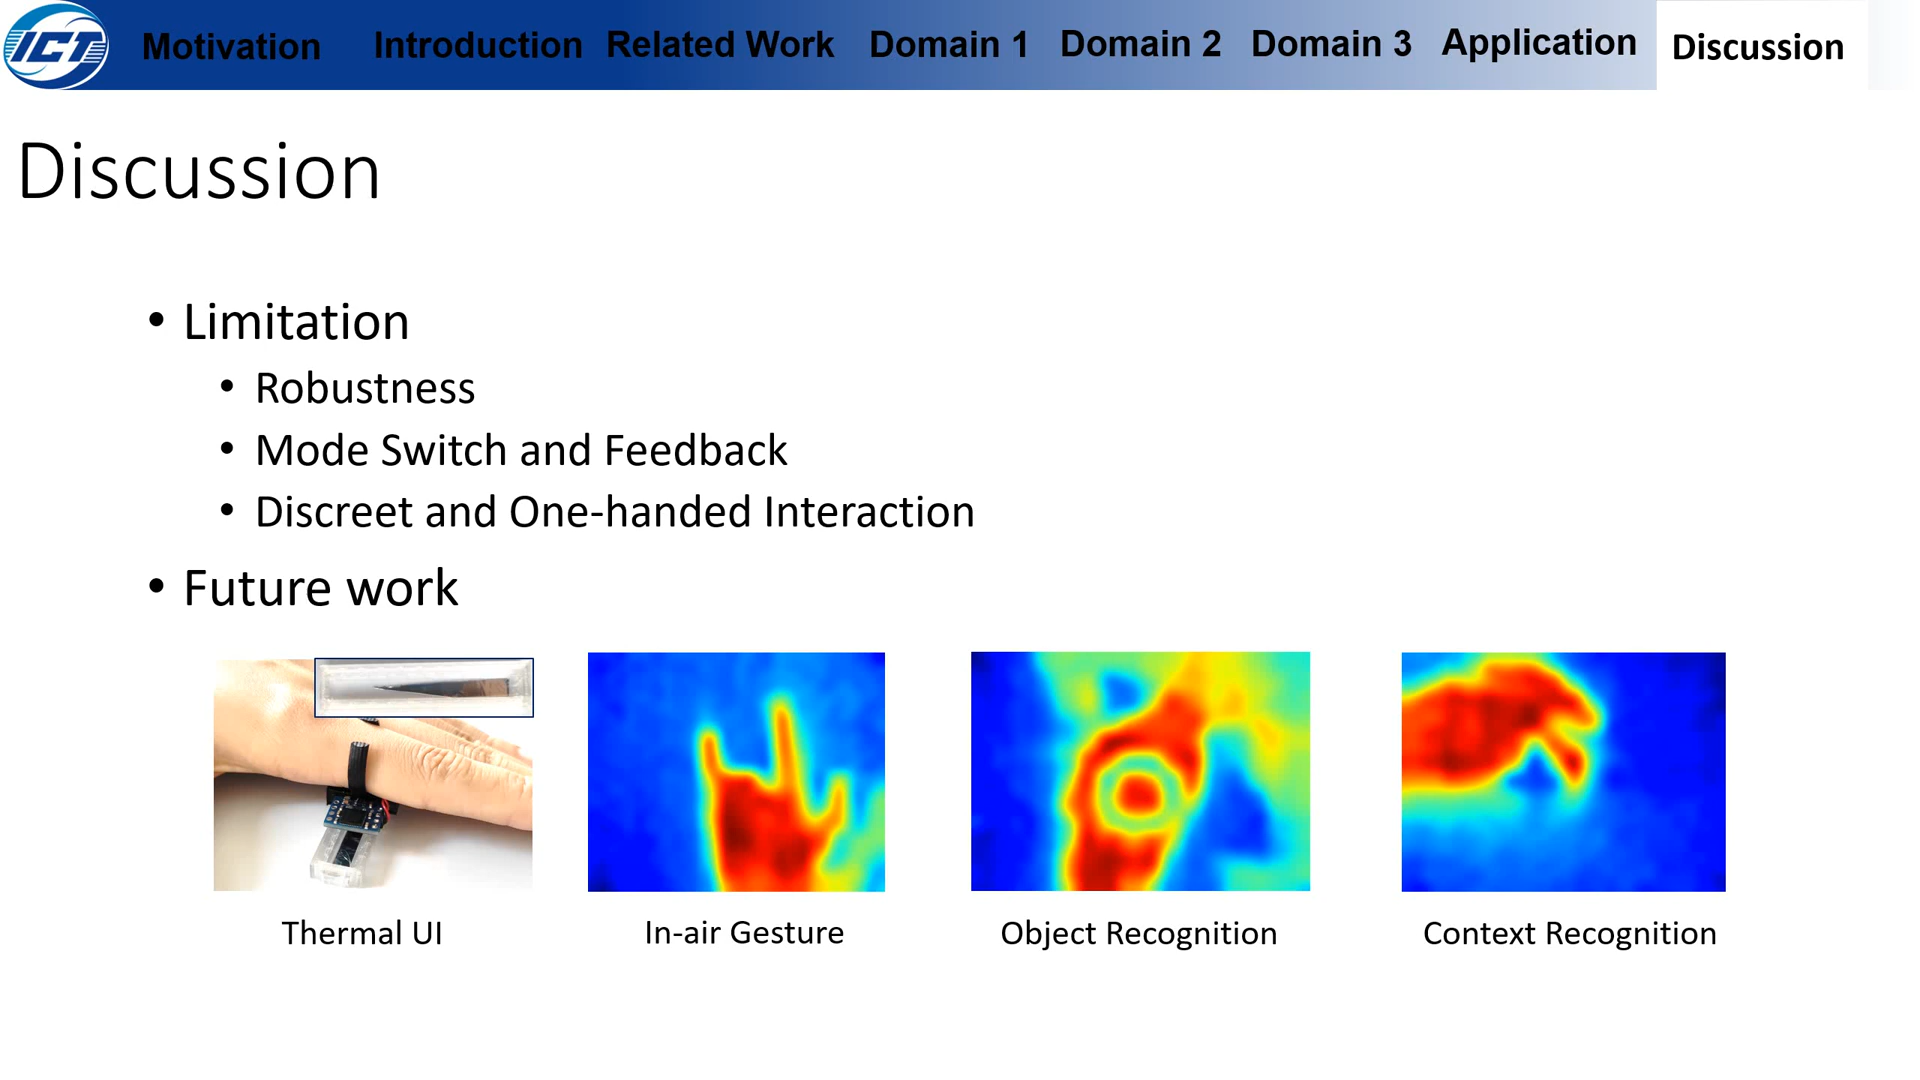 ICT
Motivation Introduction Related Work Domain 1 Domain 2 Domain 3 Application Discussion
Discussion
• Limitation
• Robustness
• Mode Switch and Feedback
• Discreet and One-handed Interaction
• Future work
Thermal UI In-air Gesture Object Recognition Context Recognition